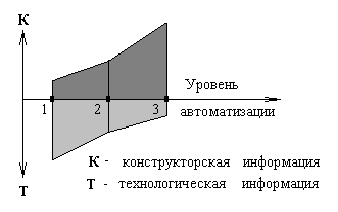 К
Уровень
1 2 3
автоматизации
К - конструкторская информация
Т - технологическая информация
Т